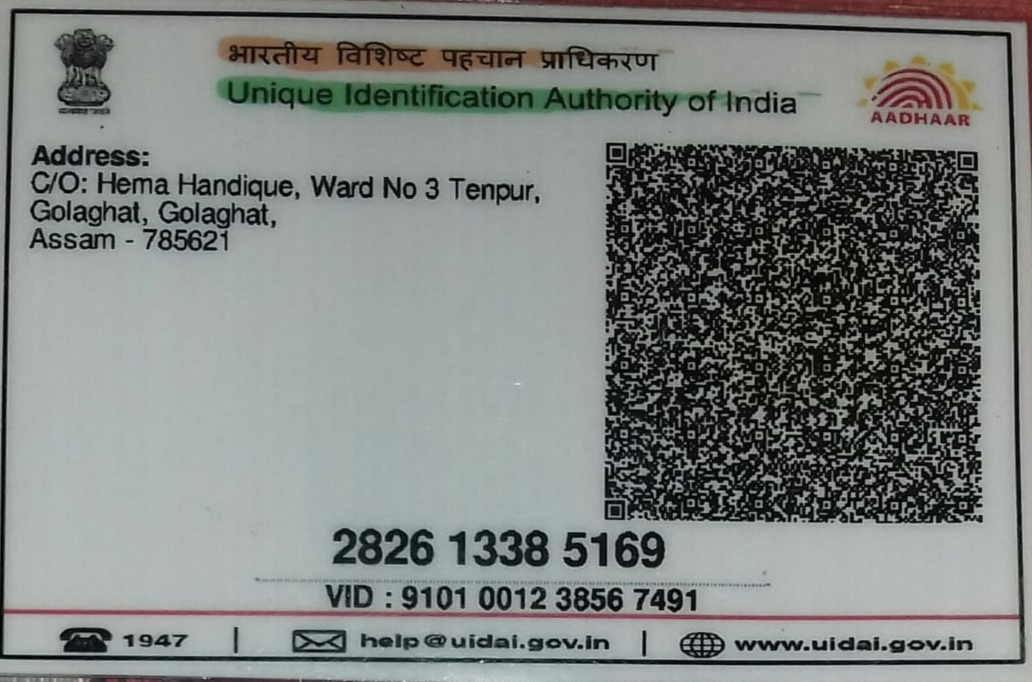 भारतीय विशिष्ट पहचान प्राधिकरण
Unique Identification Authority of India
AADHAAR
Address:
C/O: Hema Handique, Ward No 3 Tenpur,
Golaghat, Golaghat,
Assam - 785621
2826 1338 5169
VID : 9101 0012 3856 7491
1947 | help@uidai.gov.in | www.uidai.gov.in